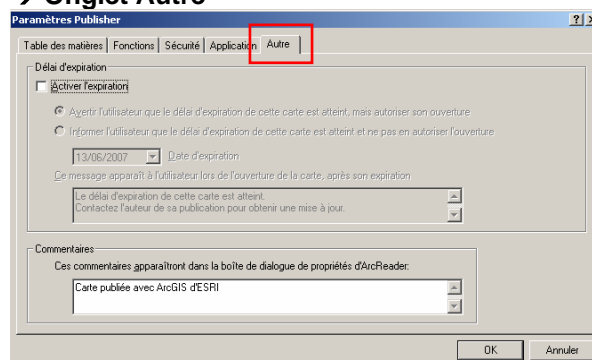 → Onglet Autre
Paramètres Publisher
Table des matières Fonctions Sécurité Application Autre
Délai d'expiration
Activer l'expiration
Avertir l'utilisateur que le délai d'expiration de cette carte est atteint, mais autoriser son ouverture
Informer l'utilisateur que le délai d'expiration de cette carte est atteint et ne pas en autoriser l'ouverture
13/06/2007 Date d'expiration
Ce message apparaît à l'utilisateur lors de l'ouverture de la carte, après son expiration
Le délai d'expiration de cette carte est atteint.
Contactez l'auteur de sa publication pour obtenir une mise à jour.
Commentaires
Ces commentaires apparaîtront dans la boîte de dialogue de propriétés d'ArcReader:
Carte publiée avec ArcGIS d'ESRI
OK Annuler